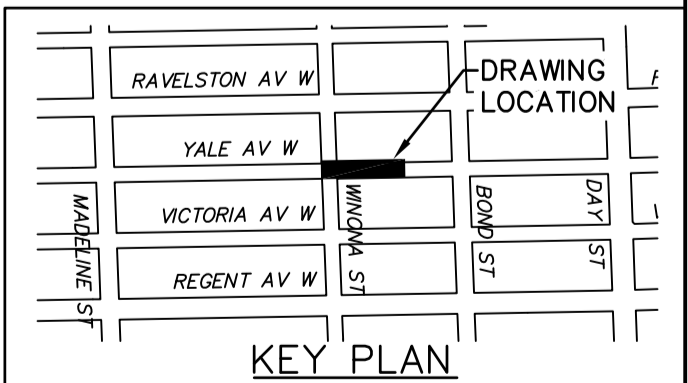 RAVELSTON AV W
DRAWING
LOCATION
YALE AV W
VICTORIA AV W
REGENT AV W
MADELINE ST
WINONA ST
BOND ST
DAY ST
KEY PLAN